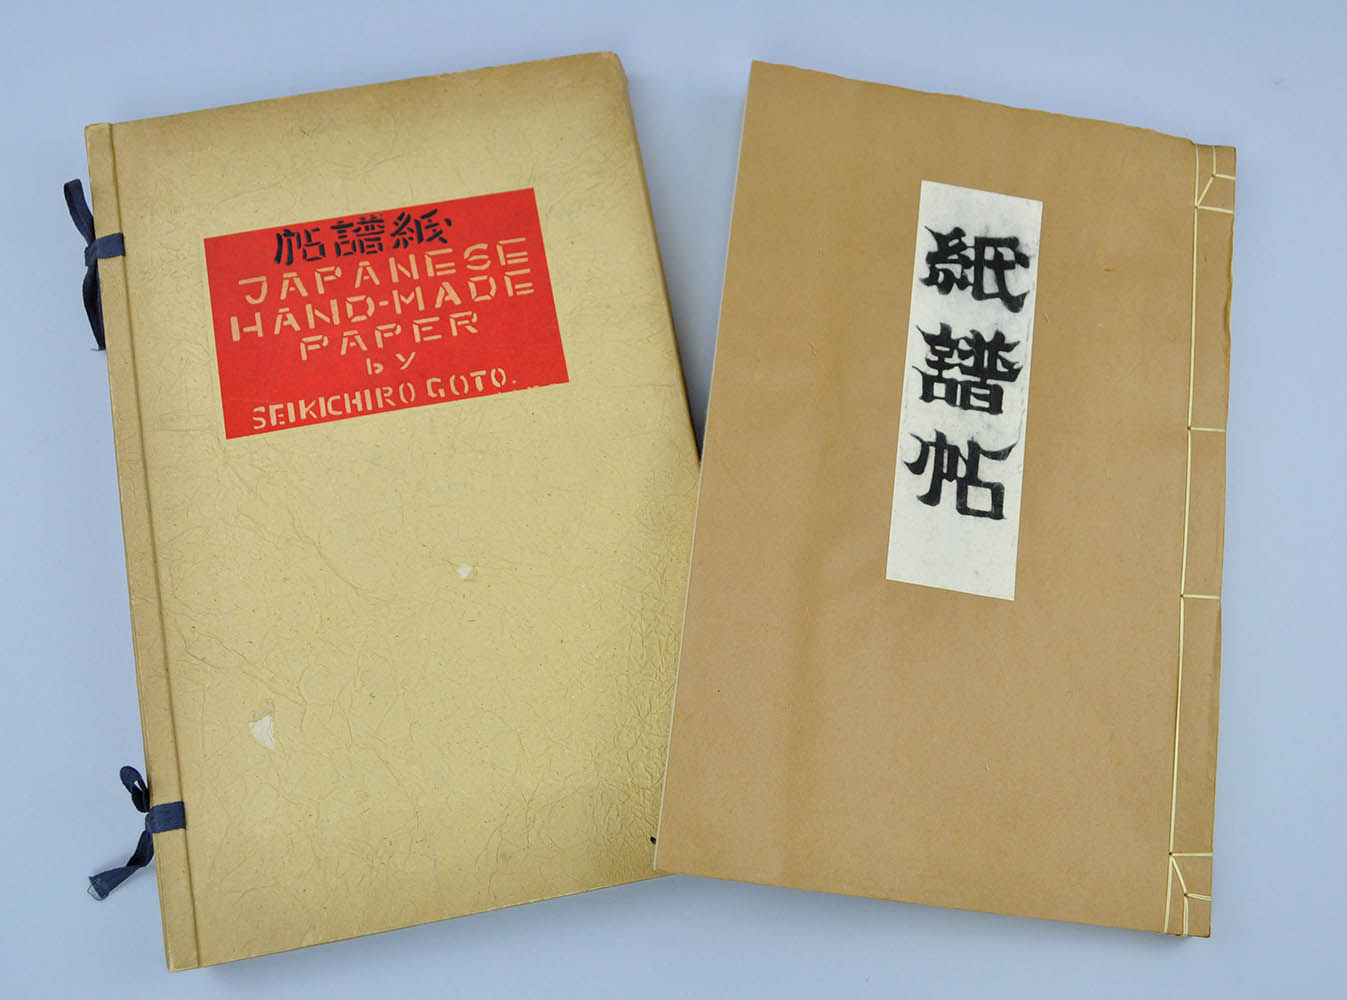 紙譜帖
JAPANESE
HAND-MADE
PAPER
by
SEIKICHIRO GOTO.
紙譜帖